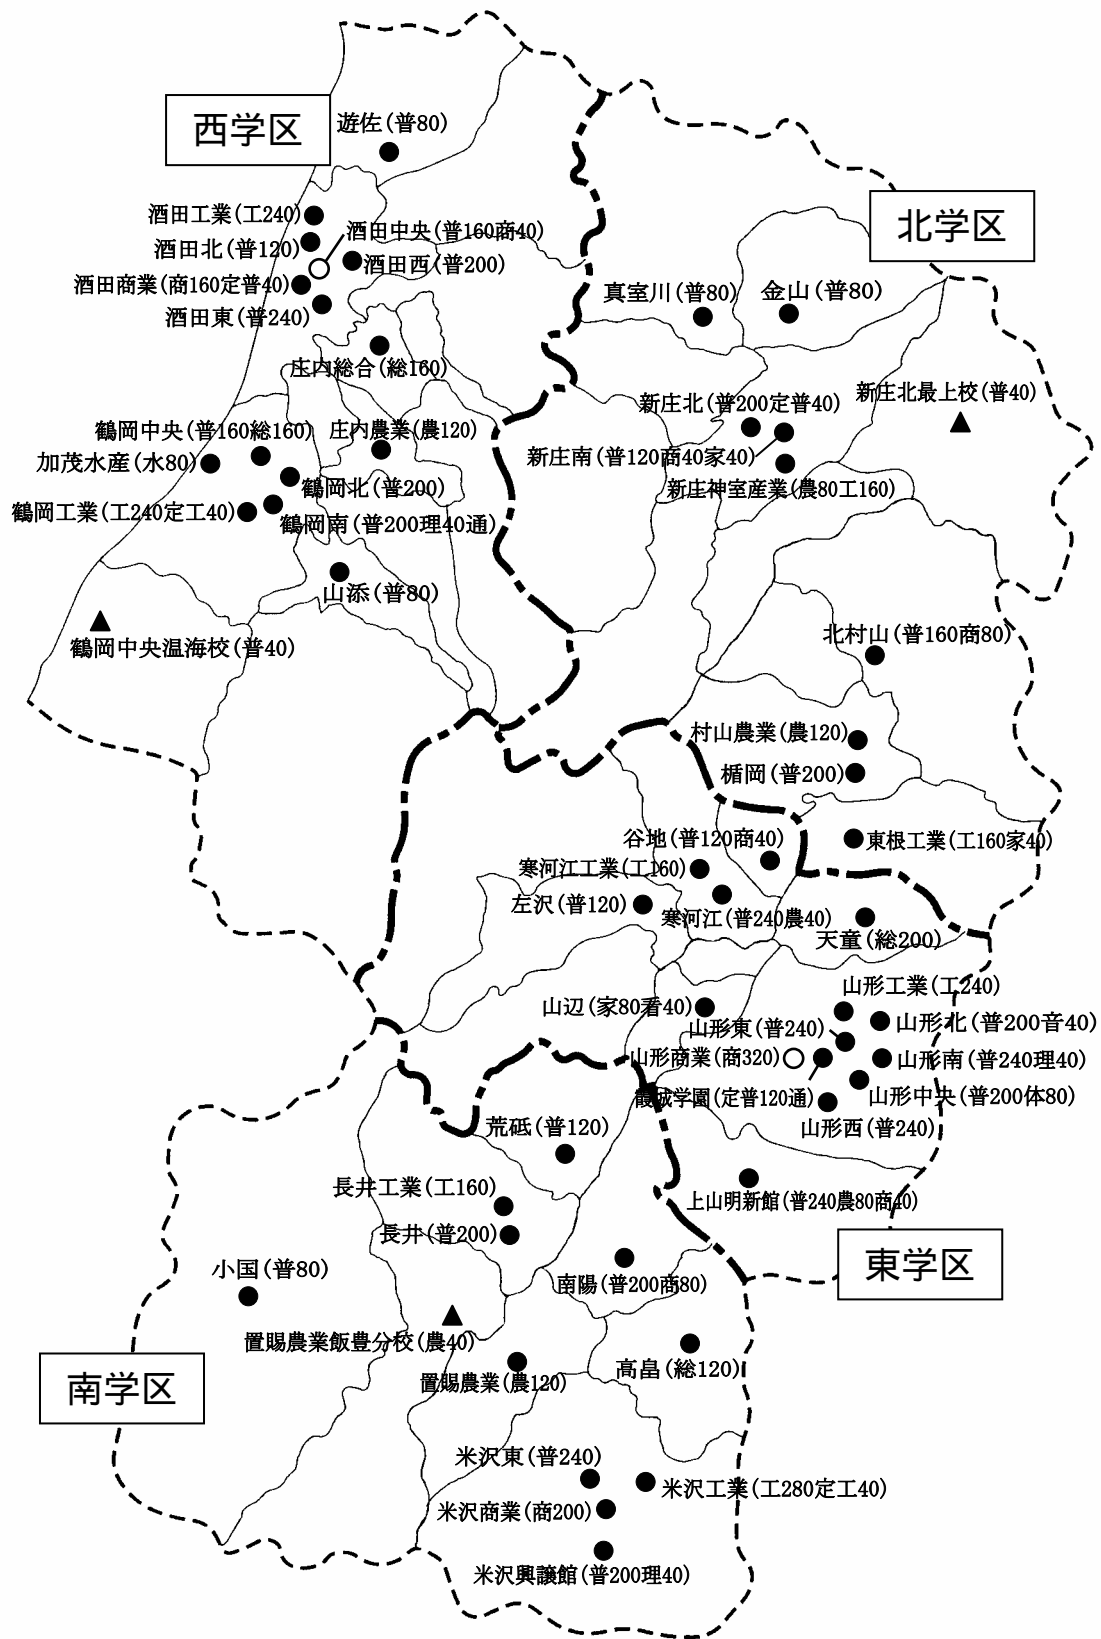 西学区
遊佐(普80)
酒田工業(工240)
酒田中央(普160商40)
酒田北(普120)
酒田西(普200)
酒田商業(商160定普40)
酒田東(普240)
庄内総合(総160)
鶴岡中央(普160総160)
庄内農業(農120)
加茂水産(水80)
鶴岡北(普200)
鶴岡工業(工240定工40)
鶴岡南(普200理40通)
山添(普80)
鶴岡中央温海校(普40)
北学区
真室川(普80)
金山(普80)
新庄北(普200定普40)
新庄北最上校(普40)
新庄南(普120商40家40)
新庄神室産業(農80工160)
北村山(普160商80)
村山農業(農120)
楯岡(普200)
東根工業(工160家40)
谷地(普120商40)
寒河江工業(工160)
左沢(普120)
寒河江(普240農40)
天童(総200)
山形工業(工240)
山辺(家80看40)
山形北(普200音40)
山形東(普240)
山形商業(商320)
山形南(普240理40)
霞城学園(定普120通)
山形中央(普200体80)
山形西(普240)
上山明新館(普240農80商40)
東学区
荒砥(普120)
長井工業(工160)
長井(普200)
小国(普80)
南陽(普200商80)
置賜農業飯豊分校(農40)
高畠(総120)
置賜農業(農120)
南学区
米沢東(普240)
米沢工業(工280定工40)
米沢商業(商200)
米沢興譲館(普200理40)